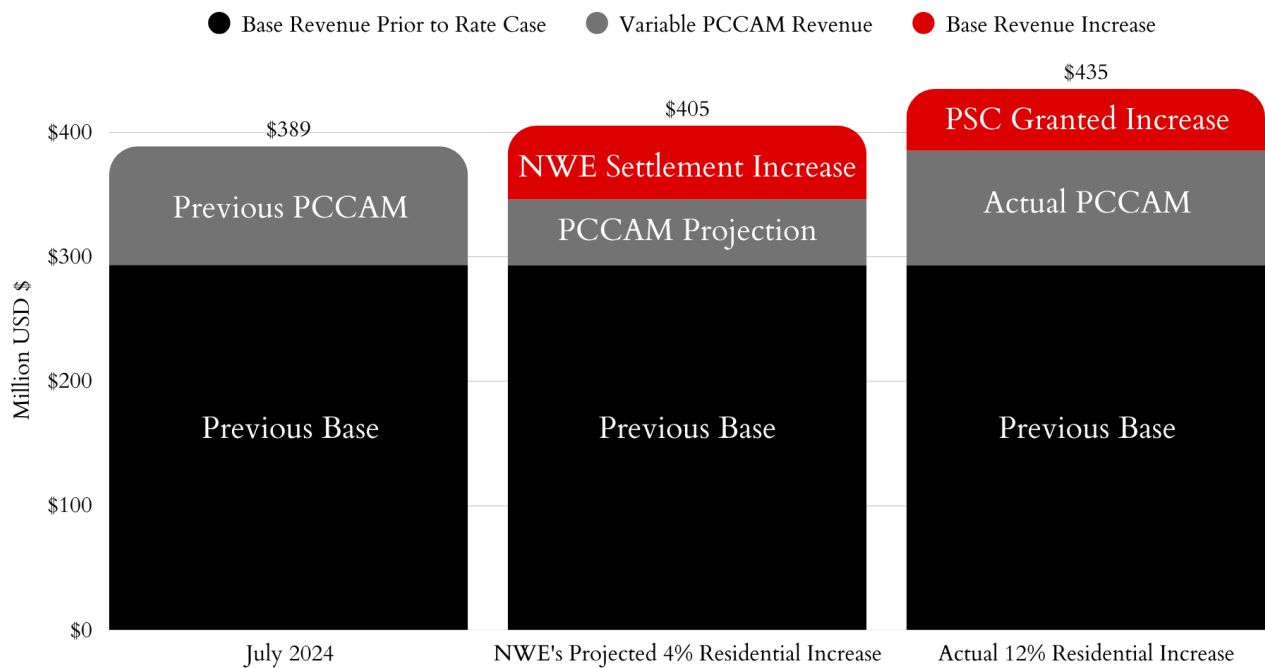 Base Revenue Prior to Rate Case
Variable PCCAM Revenue
Base Revenue Increase
Million USD $
$400
$300
$200
$100
$0
$389
Previous PCCAM
Previous Base
July 2024
$405
NWE Settlement Increase
PCCAM Projection
Previous Base
NWE's Projected 4% Residential Increase
$435
PSC Granted Increase
Actual PCCAM
Previous Base
Actual 12% Residential Increase